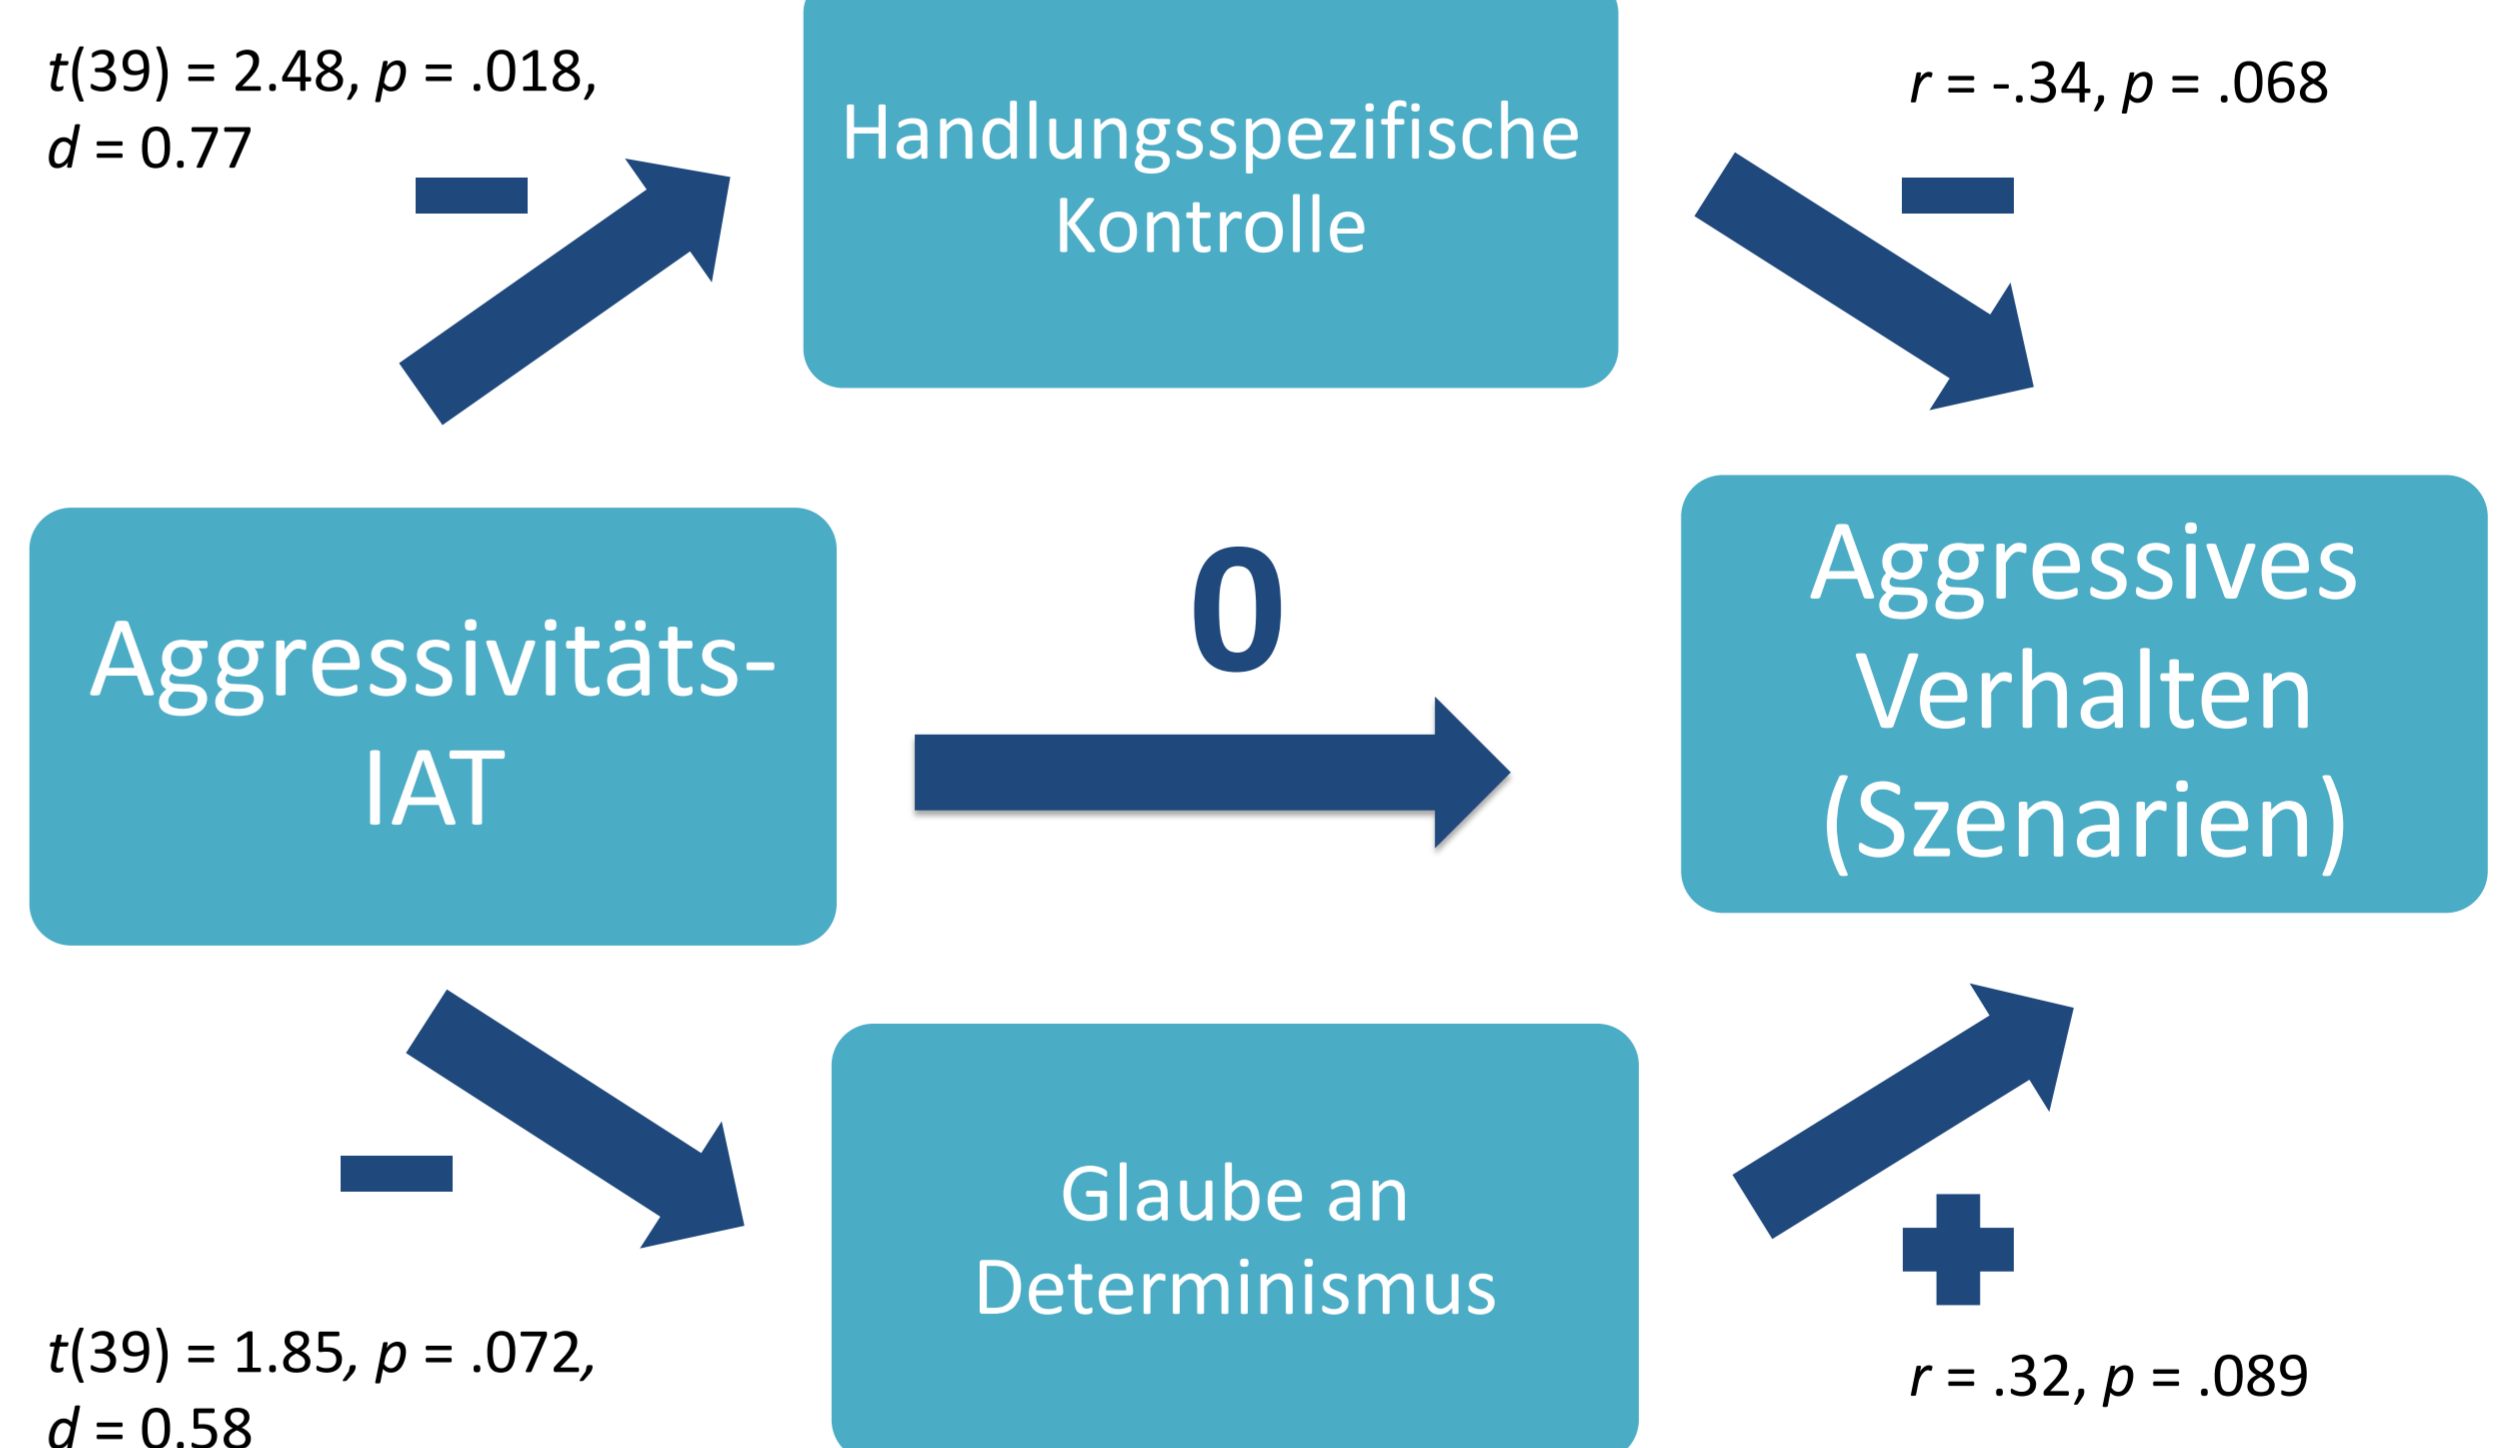 t(39) = 2.48, p = .018,
d = 0.77
Handlungsspezifische
Kontrolle
r = -.34, p = .068
Aggressivitäts-
IAT
0
Aggressives
Verhalten
(Szenarien)
Glaube an
Determinismus
t(39) = 1.85, p = .072,
d = 0.58
r = .32, p = .089